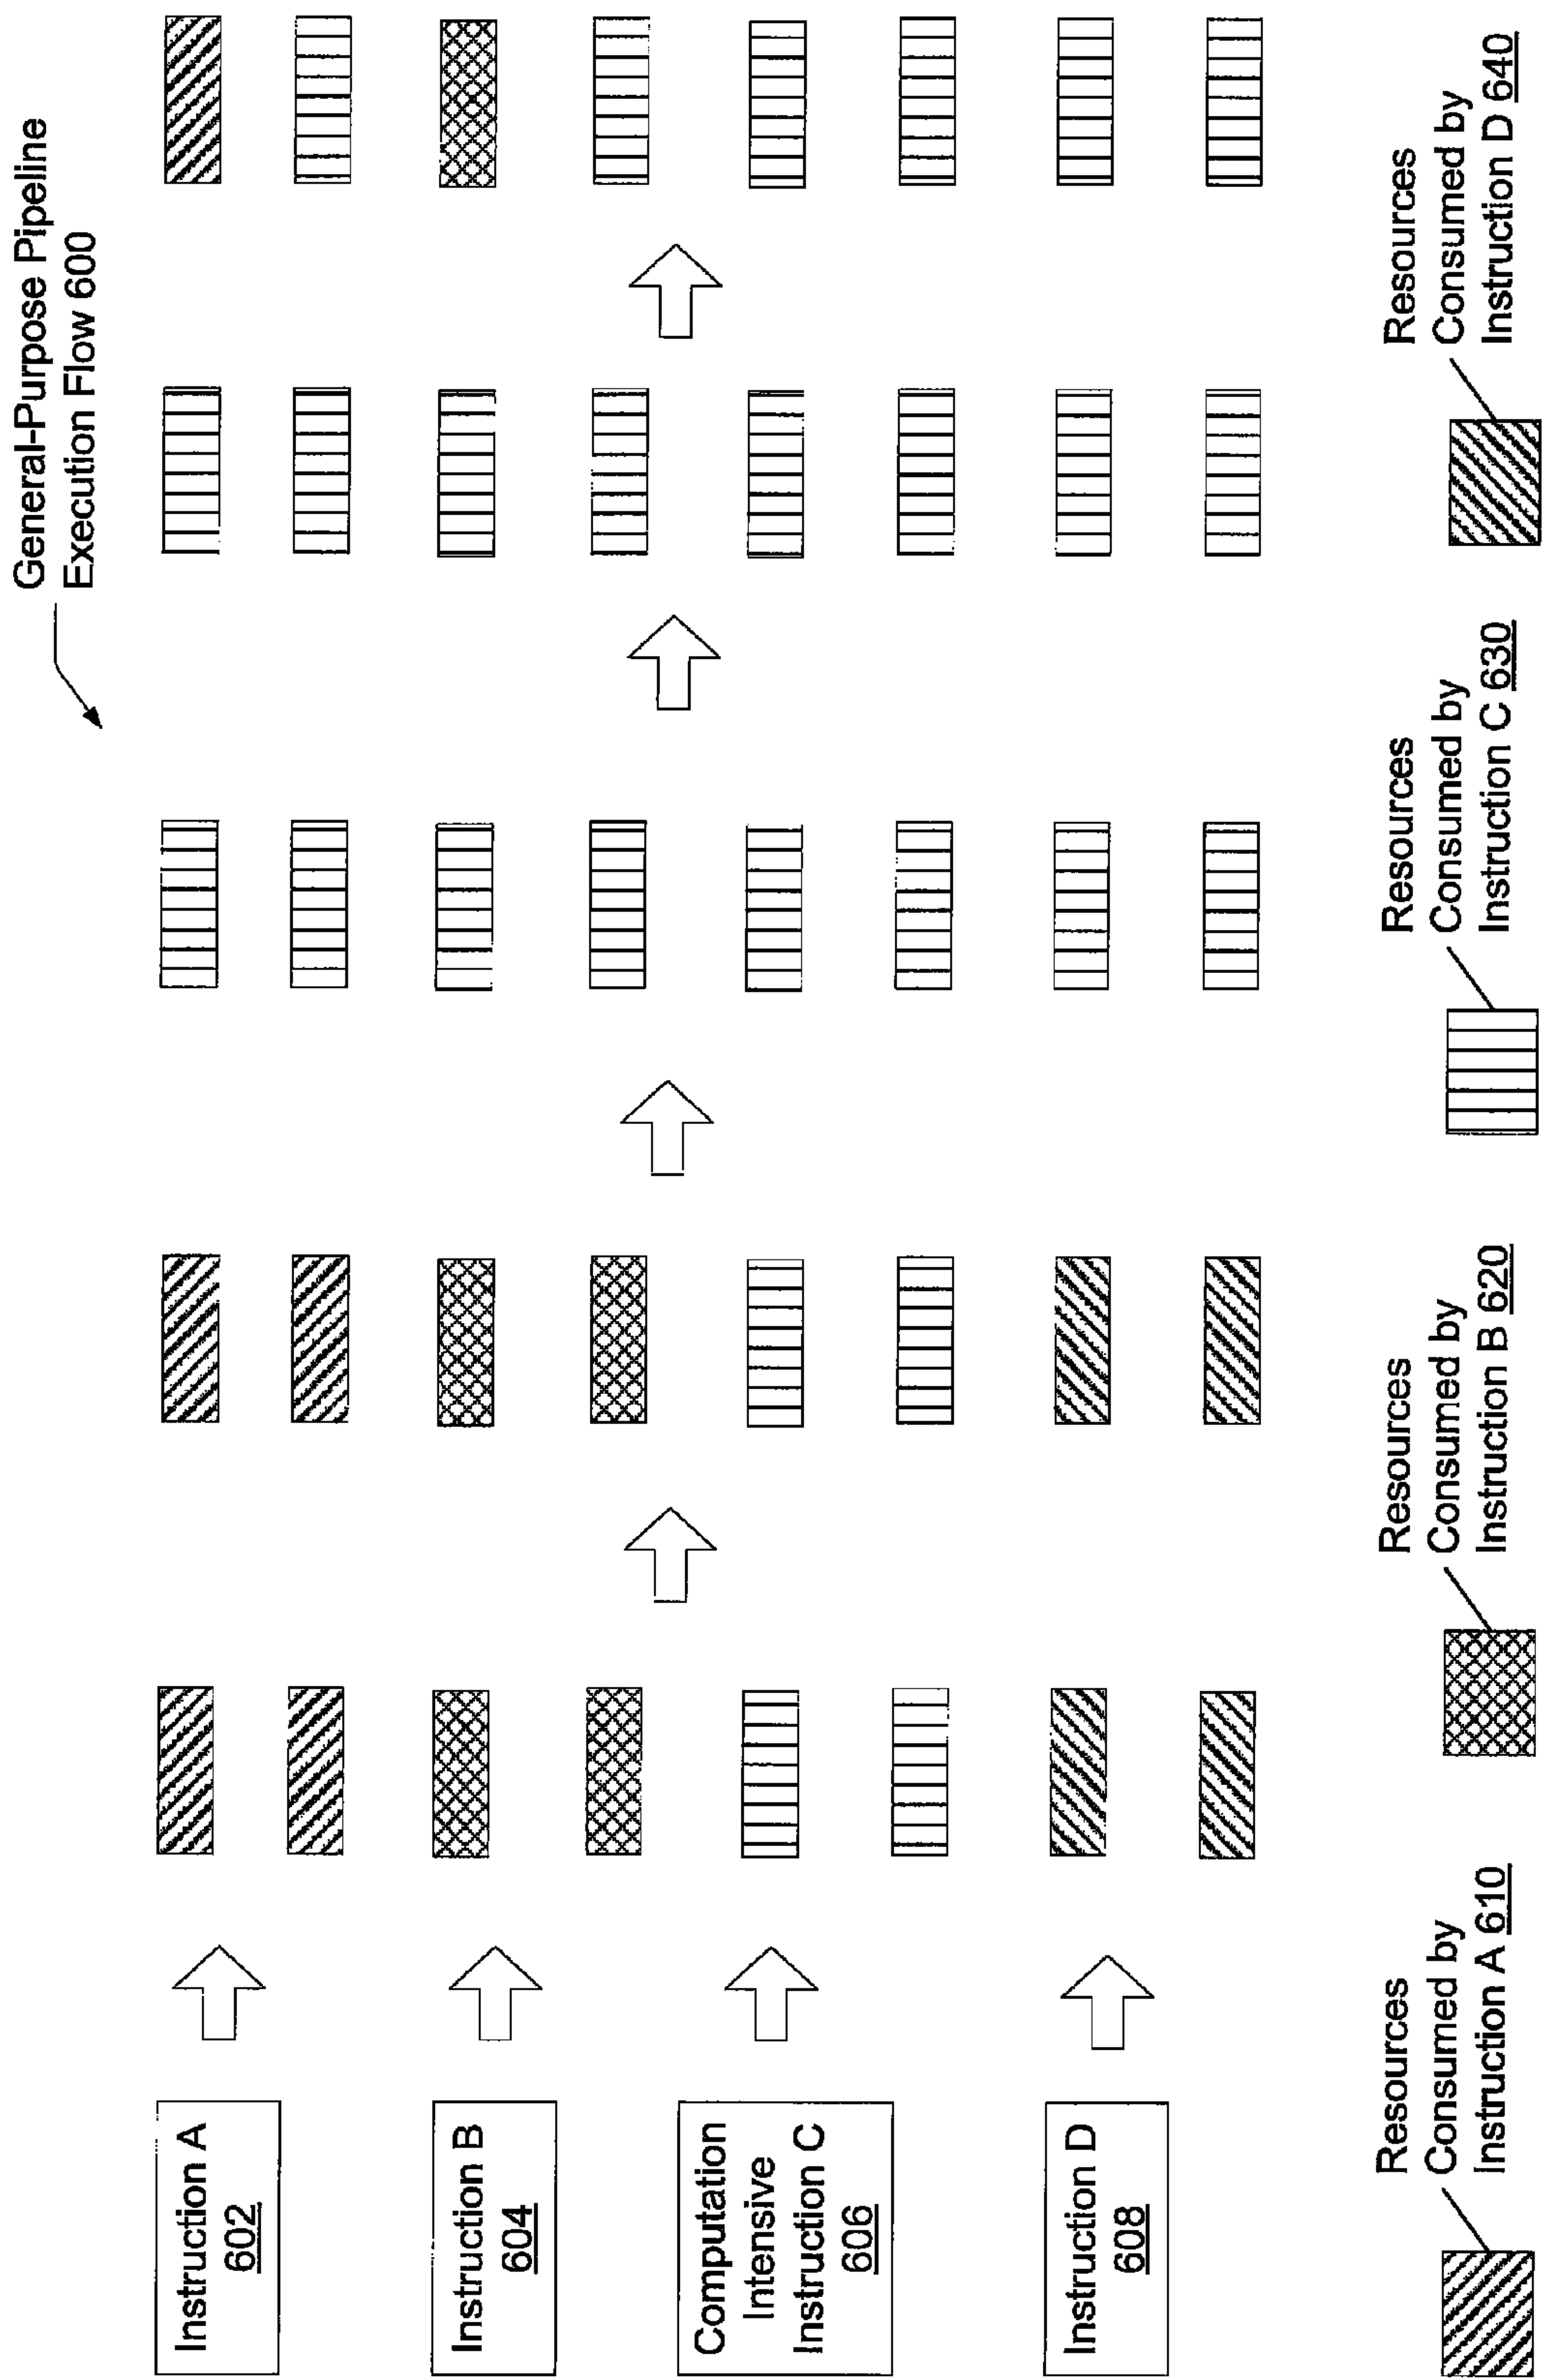 General-Purpose Pipeline
Execution Flow 600
Instruction A
602
Instruction B
604
Computation
Intensive
Instruction C
606
Instruction D
608
Resources
Consumed by
Instruction A 610
Resources
Consumed by
Instruction B 620
Resources
Consumed by
Instruction C 630
Resources
Consumed by
Instruction D 640